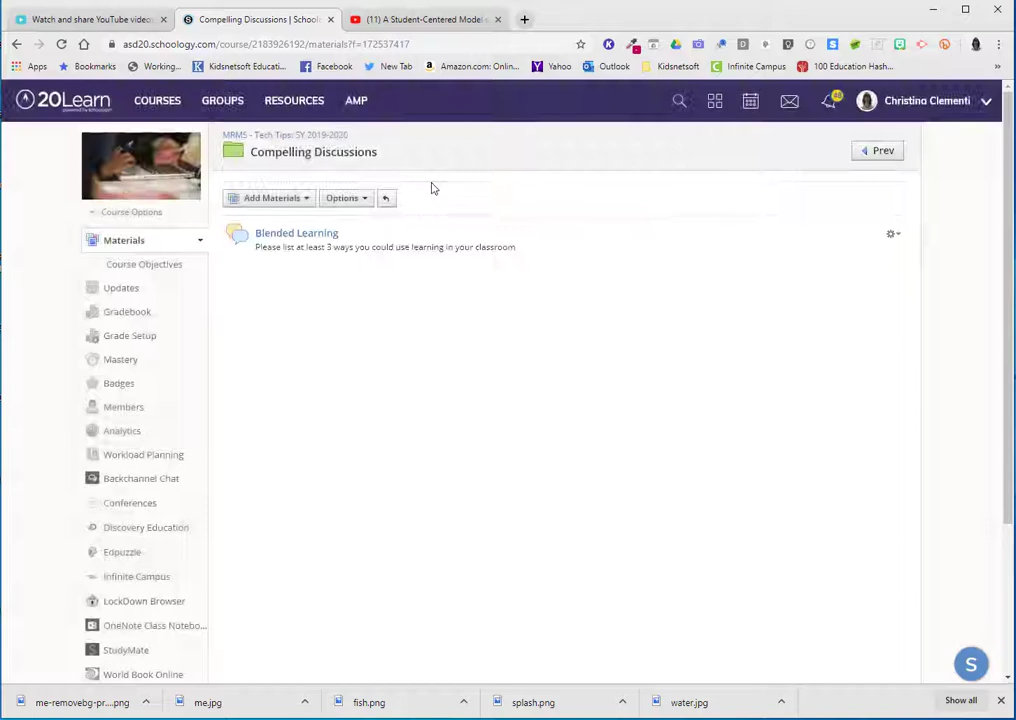 Watch and share YouTube video
Compelling Discussions | Schoolo
(11) A Student-Centered Model
asd20.schoology.com/course/2183926192/materials?f=172537417
Apps
Bookmarks
Working...
Kidsnetsoft Educati...
Facebook
New Tab
Amazon.com: Onlin...
Yahoo
Outlook
Kidsnetsoft
Infinite Campus
100 Education Hash...
20Learn
COURSES
GROUPS
RESOURCES
AMP
Christina Clementi
MRMS - Tech Tips: SY 2019-2020
Compelling Discussions
Prev
Course Options
Add Materials
Options
Materials
Blended Learning
Please list at least 3 ways you could use learning in your classroom
Course Objectives
Updates
Gradebook
Grade Setup
Mastery
Badges
Members
Analytics
Workload Planning
Backchannel Chat
Conferences
Discovery Education
Edpuzzle
Infinite Campus
LockDown Browser
OneNote Class Notebo...
StudyMate
World Book Online
S
me-removebg-pr....png
me.jpg
fish.png
splash.png
water.jpg
Show all